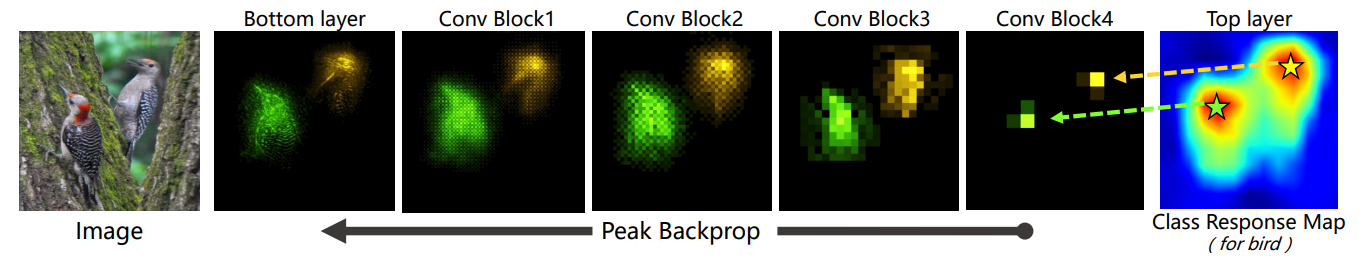 Bottom layer
Conv Block1
Conv Block2
Conv Block3
Conv Block4
Top layer
Image
Peak Backprop
Class Response Map
( for bird )